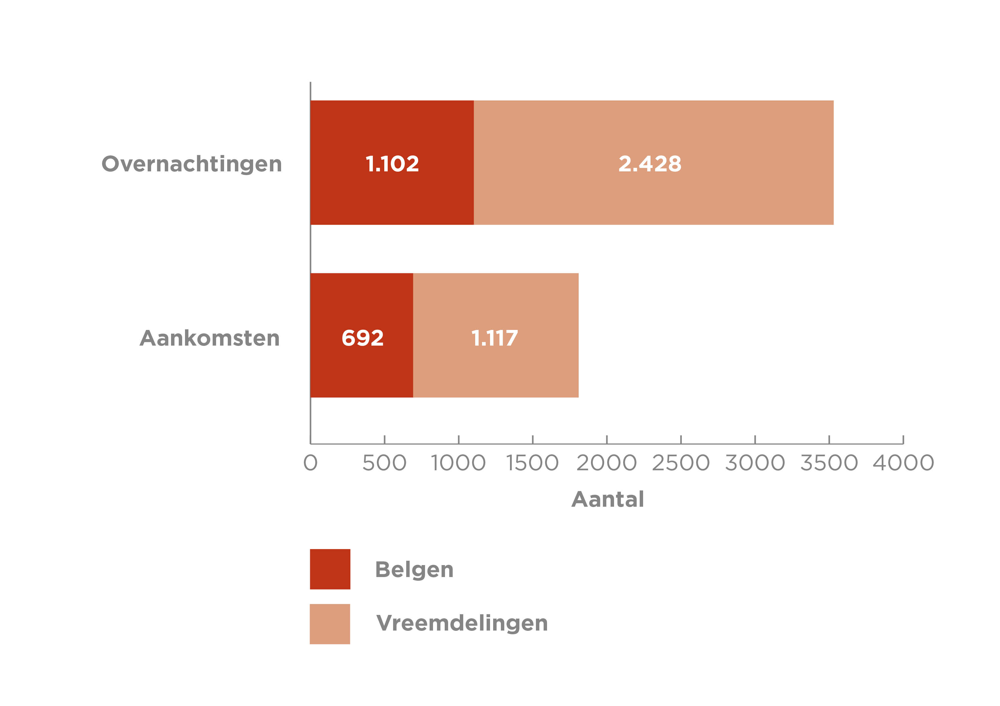 Overnachtingen 1.102 2.428
Aankomsten 692 1.117
0 500 1000 1500 2000 2500 3000 3500 4000
Aantal
Belgen
Vreemdelingen